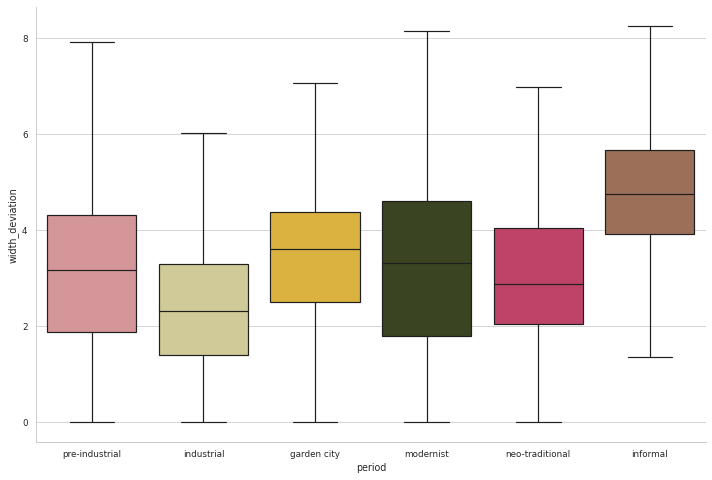 8
6
4
2
0
width_deviation
pre-industrial industrial garden city modernist neo-traditional informal
period